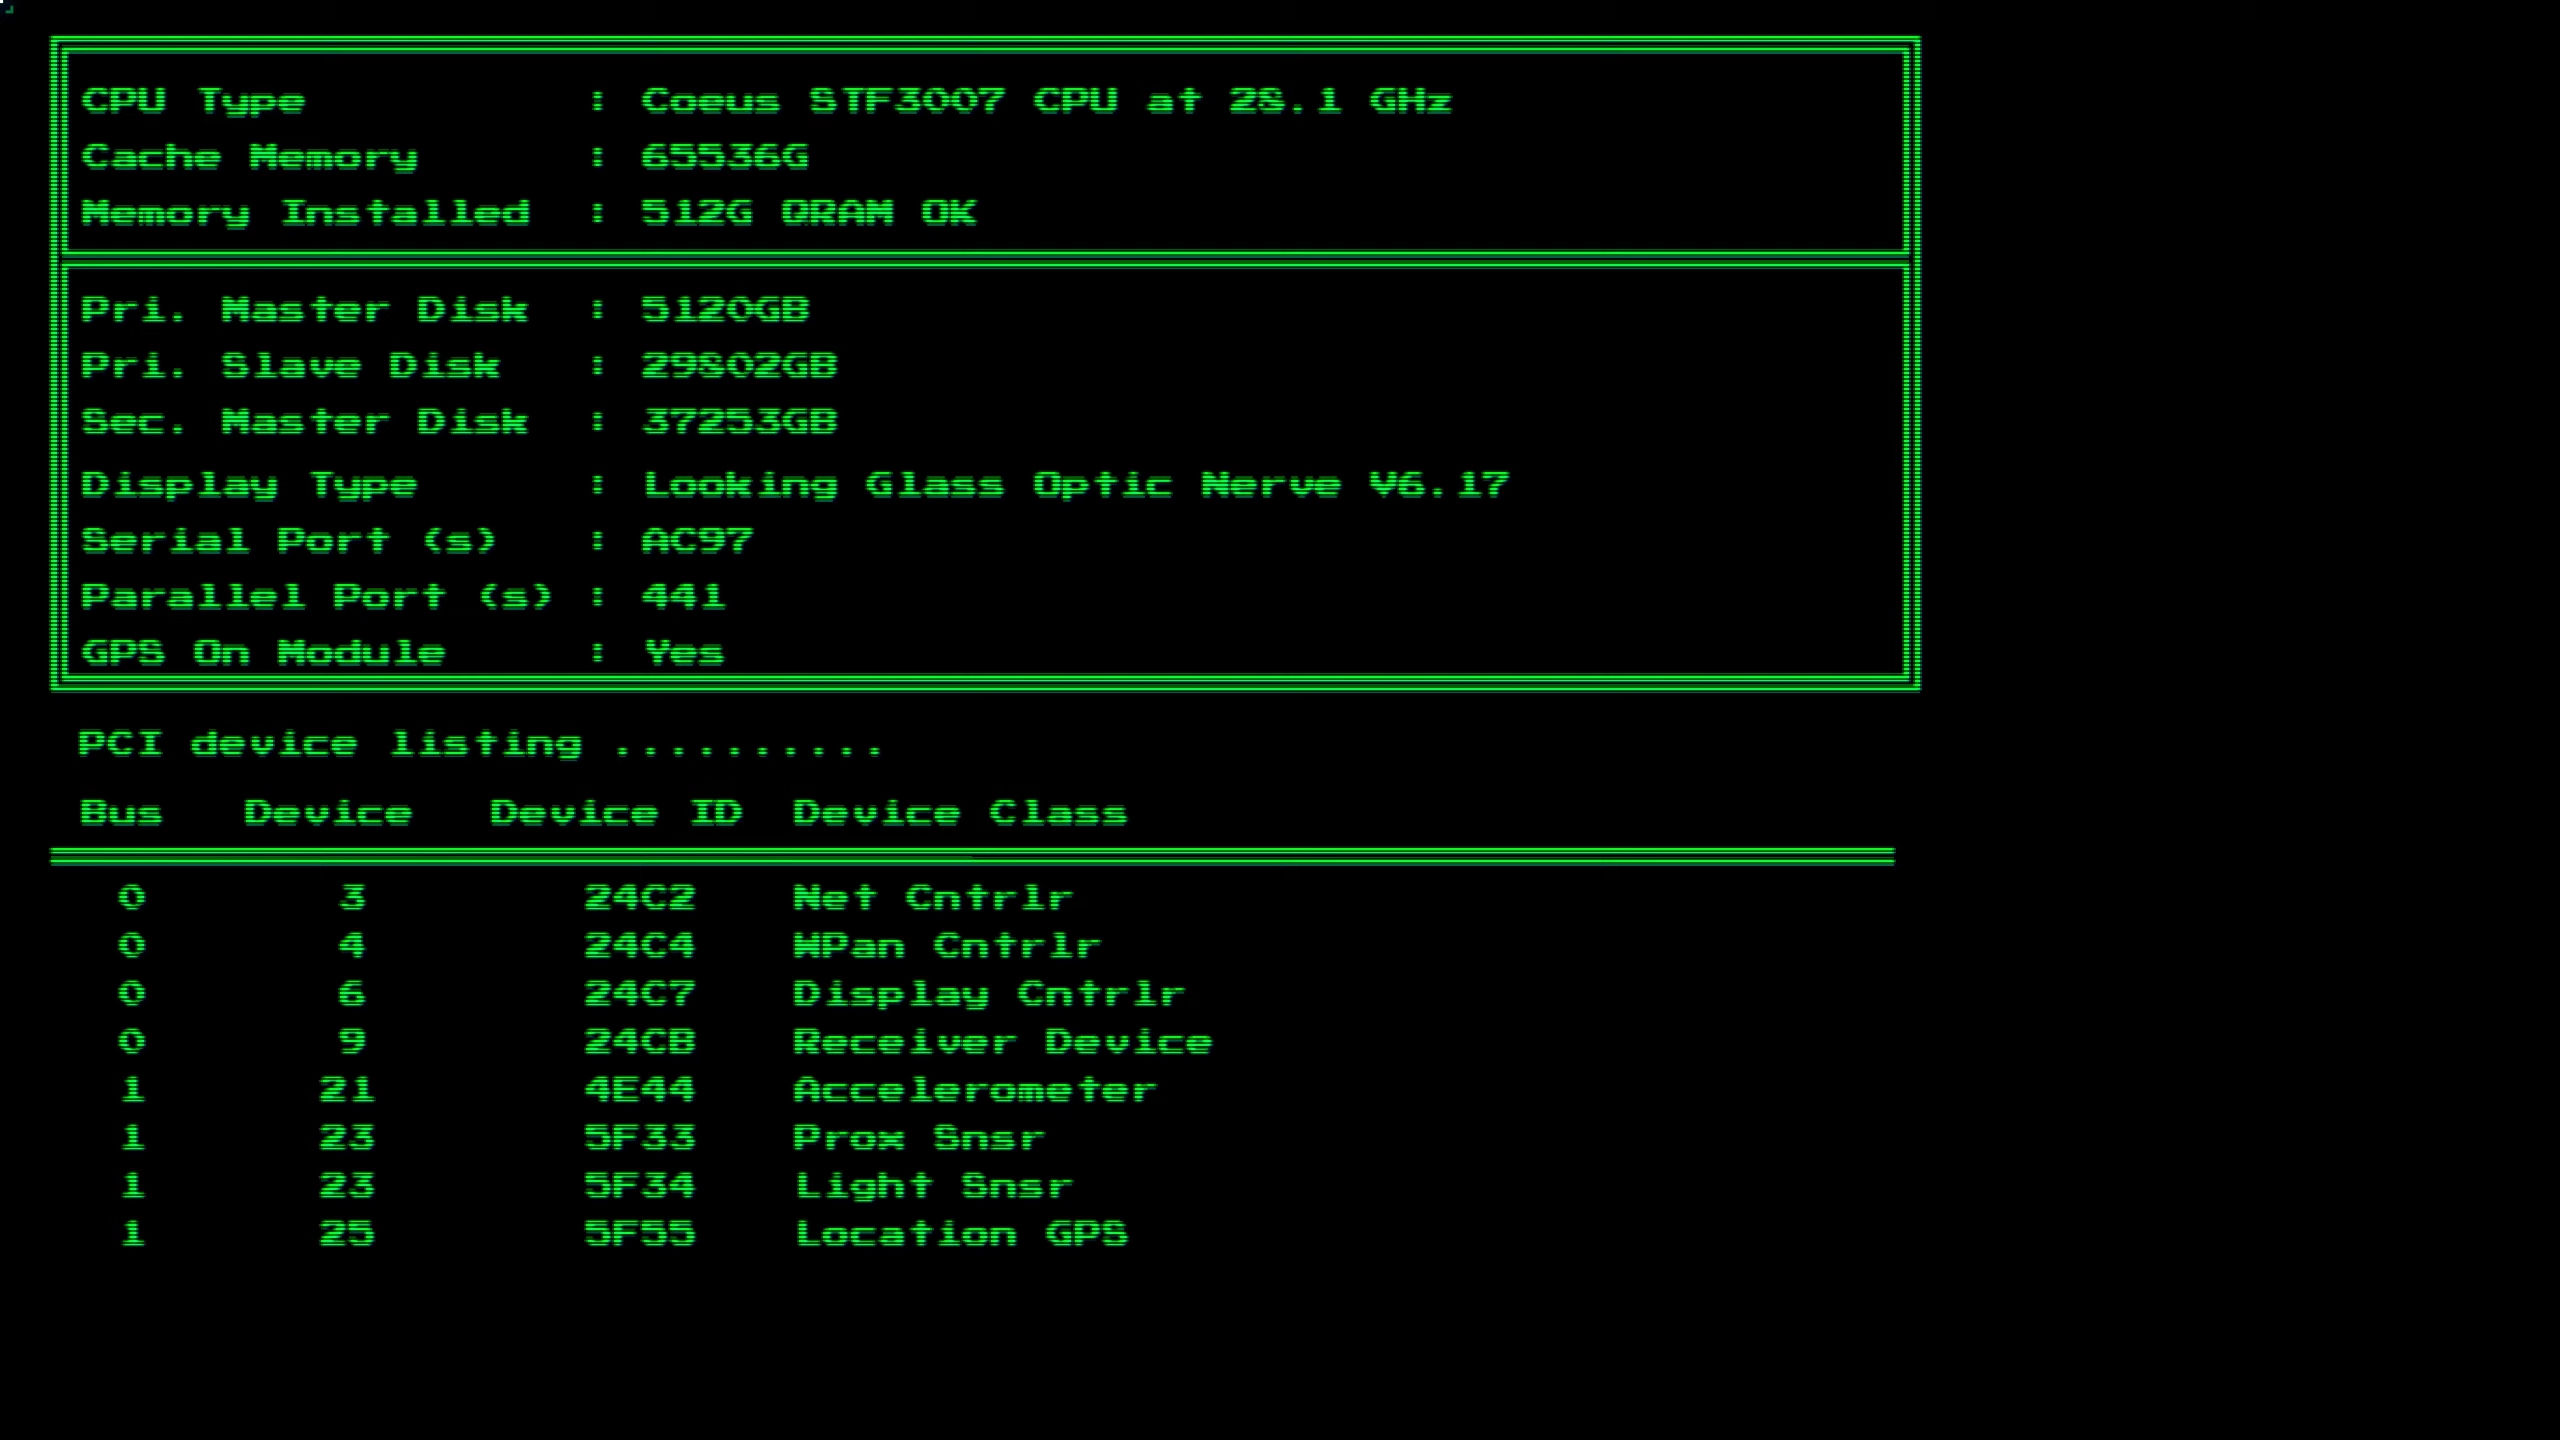 CPU Type : Coeus STF3007 CPU at 28.1 GHz
Cache Memory : 65536G
Memory Installed : 512G QRAM OK
Pri. Master Disk : 5120GB
Pri. Slave Disk : 29802GB
Sec. Master Disk : 37253GB
Display Type : Looking Glass Optic Nerve V6.17
Serial Port (s) : AC97
Parallel Port (s) : 441
GPS On Module : Yes
PCI device listing ..........
Bus Device Device ID Device Class
0 3 24C2 Net Cntrlr
0 4 24C4 WPan Cntrlr
0 6 24C7 Display Cntrlr
0 9 24CB Receiver Device
1 21 4E44 Accelerometer
1 23 5F33 Prox Snsr
1 23 5F34 Light Snsr
1 25 5F55 Location GPS